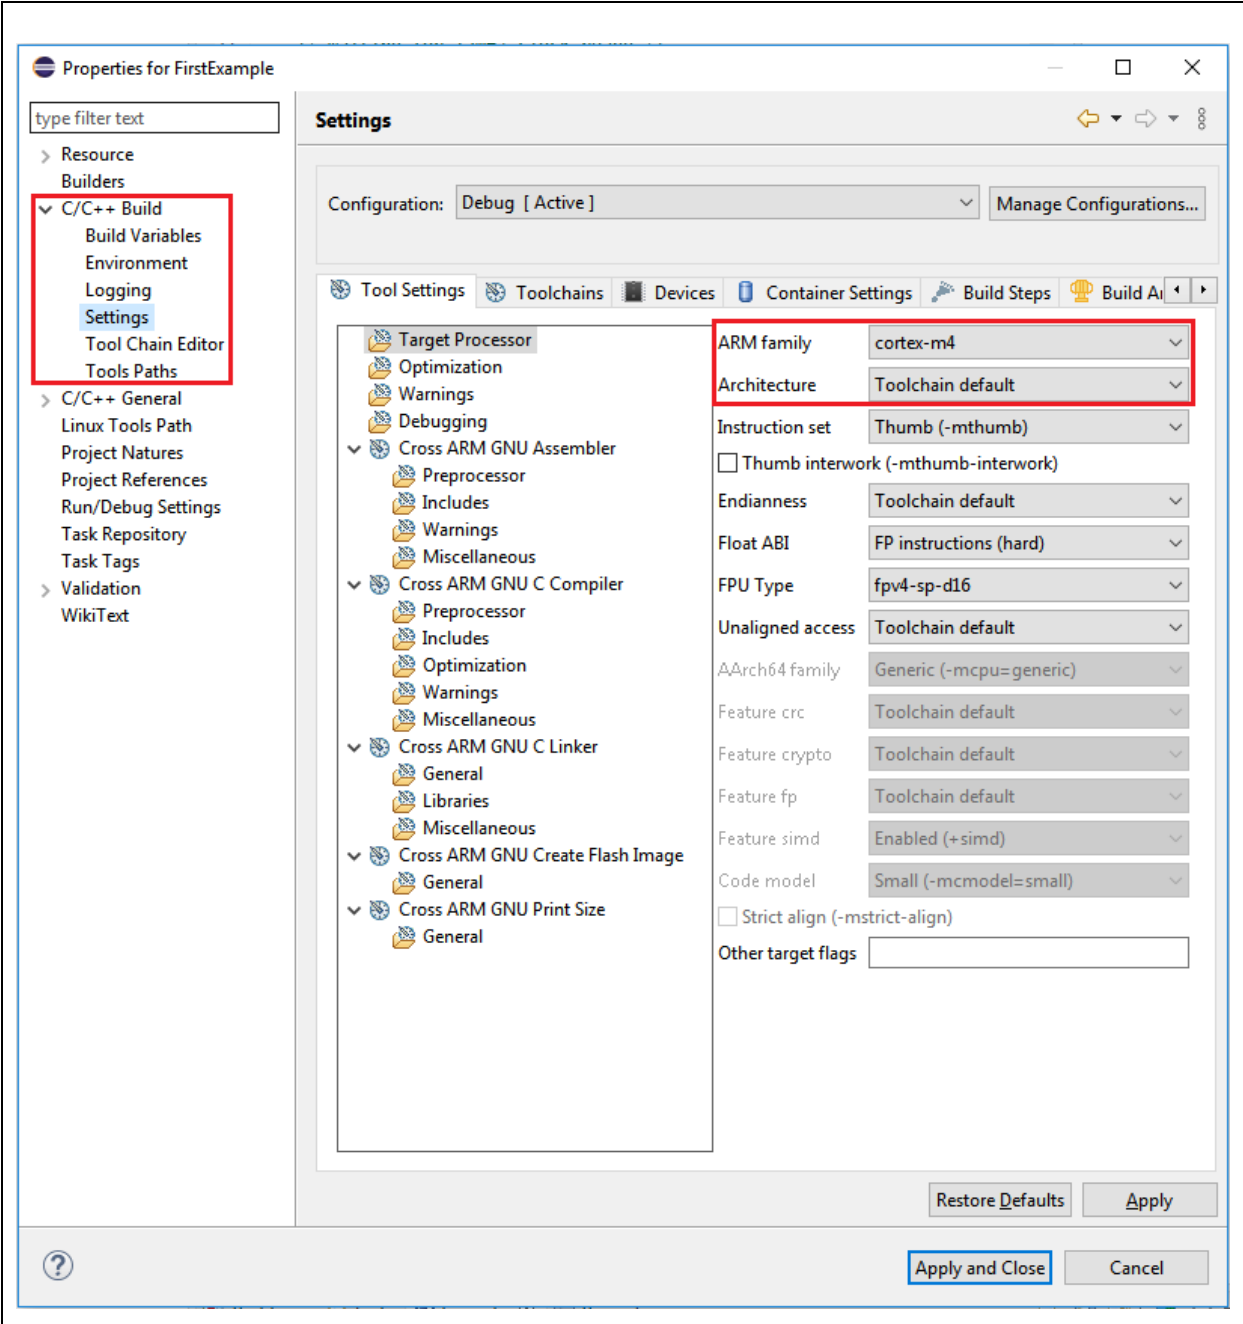 Properties for FirstExample
type filter text
Settings
Resource
Builders
C/C++ Build
Build Variables
Environment
Logging
Settings
Tool Chain Editor
Tools Paths
C/C++ General
Linux Tools Path
Project Natures
Project References
Run/Debug Settings
Task Repository
Task Tags
Validation
WikiText
Configuration: Debug [ Active ] Manage Configurations...
Tool Settings Toolchains Devices Container Settings Build Steps Build Ar
Target Processor
Optimization
Warnings
Debugging
Cross ARM GNU Assembler
Preprocessor
Includes
Warnings
Miscellaneous
Cross ARM GNU C Compiler
Preprocessor
Includes
Optimization
Warnings
Miscellaneous
Cross ARM GNU C Linker
General
Libraries
Miscellaneous
Cross ARM GNU Create Flash Image
General
Cross ARM GNU Print Size
General
ARM family cortex-m4
Architecture Toolchain default
Instruction set Thumb (-mthumb)
Thumb interwork (-mthumb-interwork)
Endianness Toolchain default
Float ABI FP instructions (hard)
FPU Type fpv4-sp-d16
Unaligned access Toolchain default
AArch64 family Generic (-mcpu=generic)
Feature crc Toolchain default
Feature crypto Toolchain default
Feature fp Toolchain default
Feature simd Enabled (+simd)
Code model Small (-mcmodel=small)
Strict align (-mstrict-align)
Other target flags
Restore Defaults Apply
? Apply and Close Cancel